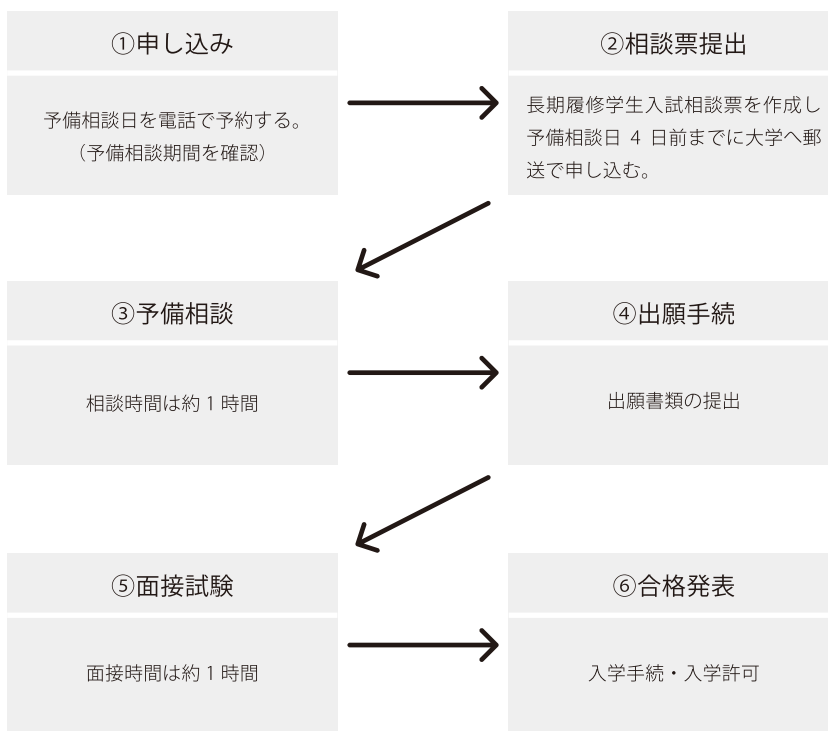 ①申し込み
予備相談日を電話で予約する。
（予備相談期間を確認）
②相談票提出
長期履修学生入試相談票を作成し
予備相談日 4 日前までに大学へ郵
送で申し込む。
③予備相談
相談時間は約 1 時間
④出願手続
出願書類の提出
⑤面接試験
面接時間は約 1 時間
⑥合格発表
入学手続・入学許可